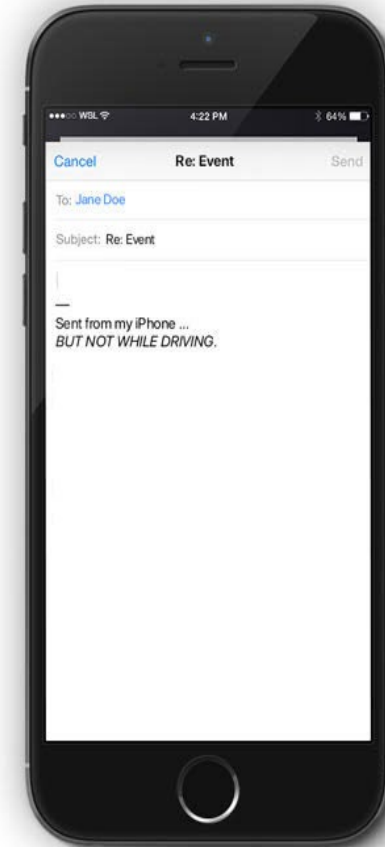 WBL 4:22 PM 64%
Cancel Re: Event Send
To: Jane Doe
Subject: Re: Event
—
Sent from my iPhone ...
BUT NOT WHILE DRIVING.